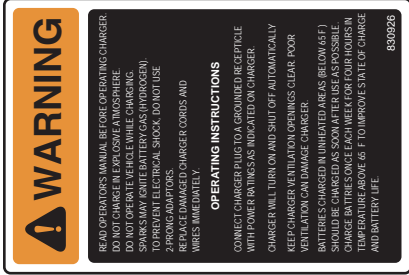 WARNING
READ OPERATOR'S MANUAL BEFORE OPERATING CHARGER.
DO NOT CHARGE IN EXPLOSIVE ATMOSPHERE.
DO NOT OPERATE VEHICLE VHILE CHARGING.
SPARKS MAY IGNITE BATTERY GAS (HYDROGEN).
TO PREVENT ELECTRICAL SHOCK, DO NOT USE
2-PRONG ADAPTORS.
REPLACE DAMAGED CHARGER CORDS AND
WIRES IMMEDIATELY.
OPERATING INSTRUCTIONS
CONNECT CHARGER PLUG TO A GROUNDED RECEPTICLE
WITH POWER RATINGS AS INDICATED ON CHARGER.
CHARGER WILL TURN ON AND SHUT OFF AUTOMATICALLY
KEEP CHARGER VENTILATION OPENINGS CLEAR. POOR
VENTILATION CAN DAMAGE CHARGER.
BATTERIES CHARGED IN UNHEATED AREAS (BELOW 65 F)
SHOULD BE CHARGED AS SOON AFTER USE AS POSSIBLE.
CHARGE BATTRIES ONCE EACH WEEK FOR FOUR HOURS IN
TEMPERATURE ABOVE 65 F TO IMPROVE STATE OF CHARGE
AND BATTERY LIFE.
830926